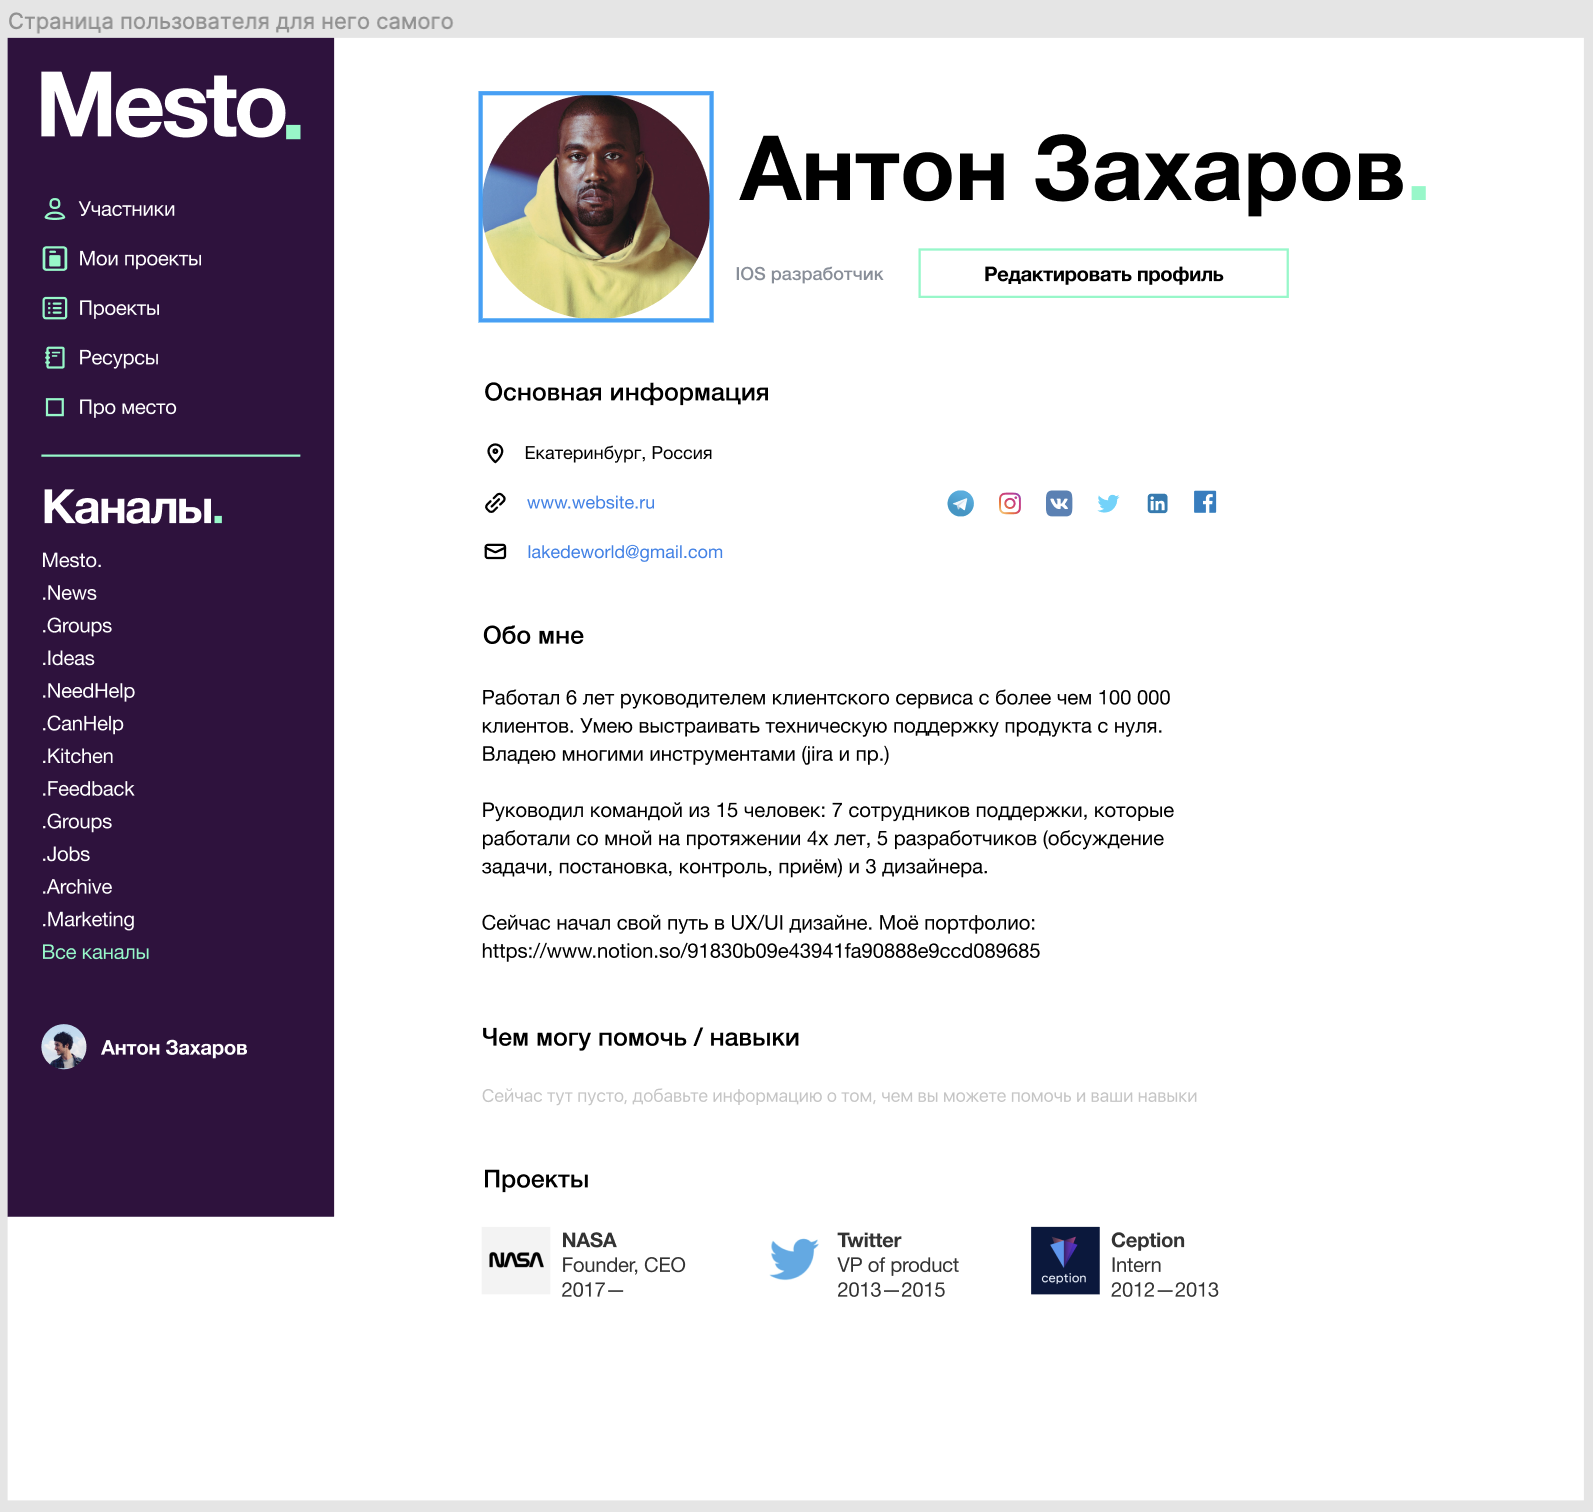 Страница пользователя для него самого
Mesto.
Участники
Мои проекты
Проекты
Ресурсы
Про место
Каналы.
Mesto.
.News
.Groups
.Ideas
.NeedHelp
.CanHelp
.Kitchen
.Feedback
.Groups
.Jobs
.Archive
.Marketing
Все каналы
Антон Захаров
Антон Захаров.
IOS разработчик
Редактировать профиль
Основная информация
Екатеринбург, Россия
www.website.ru
lakedeworld@gmail.com
Обо мне
Работал 6 лет руководителем клиентского сервиса с более чем 100 000
клиентов. Умею выстраивать техническую поддержку продукта с нуля.
Владею многими инструментами (jira и пр.)
Руководил командой из 15 человек: 7 сотрудников поддержки, которые
работали со мной на протяжении 4х лет, 5 разработчиков (обсуждение
задачи, постановка, контроль, приём) и 3 дизайнера.
Сейчас начал свой путь в UX/UI дизайне. Моё портфолио:
https://www.notion.so/91830b09e43941fa90888e9ccd089685
Чем могу помочь / навыки
Сейчас тут пусто, добавьте информацию о том, чем вы можете помочь и ваши навыки
Проекты
NASA
NASA
Founder, CEO
2017—
Twitter
VP of product
2013—2015
ception
Ception
Intern
2012—2013